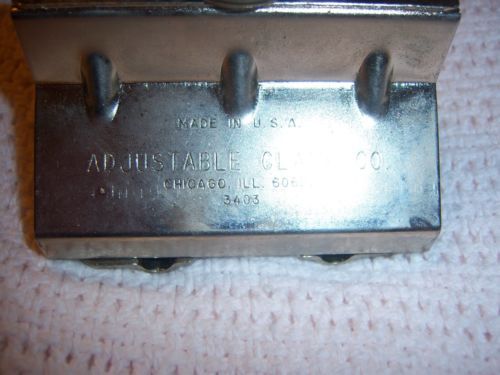 MADE IN U.S.A.
ADJUSTABLE CLAMP CO.
CHICAGO, ILL.
3403